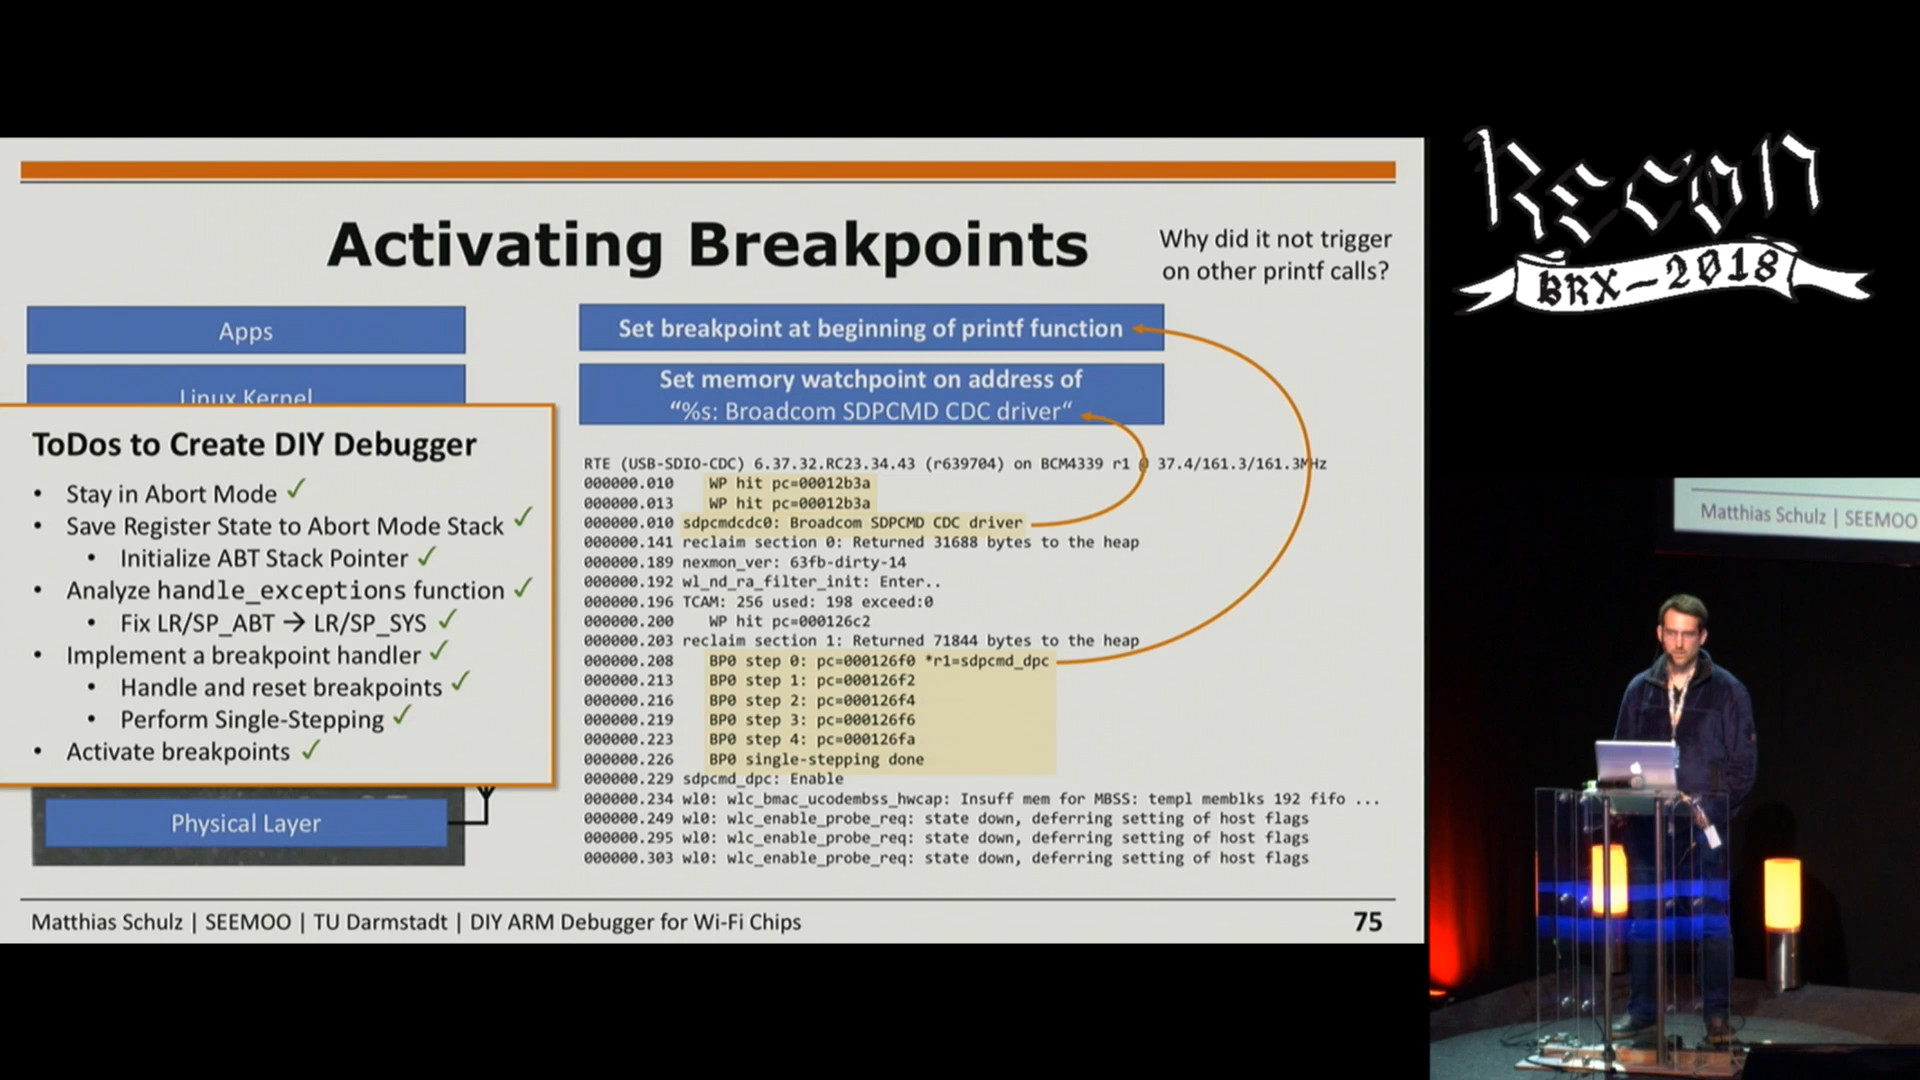 Activating Breakpoints
Why did it not trigger
on other printf calls?
Apps
Linux Kernel
ToDos to Create DIY Debugger
• Stay in Abort Mode ✓
• Save Register State to Abort Mode Stack ✓
• Initialize ABT Stack Pointer ✓
• Analyze handle_exceptions function ✓
• Fix LR/SP_ABT → LR/SP_SYS ✓
• Implement a breakpoint handler ✓
• Handle and reset breakpoints ✓
• Perform Single-Stepping ✓
• Activate breakpoints ✓
Physical Layer
Set breakpoint at beginning of printf function
Set memory watchpoint on address of
“%s: Broadcom SDPCMD CDC driver“
RTE (USB-SDIO-CDC) 6.37.32.RC23.34.43 (r639704) on BCM4339 r1 @ 37.4/161.3/161.3MHz
000000.010 WP hit pc=00012b3a
000000.013 WP hit pc=00012b3a
000000.010 sdpcmdcdc0: Broadcom SDPCMD CDC driver
000000.141 reclaim section 0: Returned 31688 bytes to the heap
000000.189 nexmon_ver: 63fb-dirty-14
000000.192 wl_nd_ra_filter_init: Enter..
000000.196 TCAM: 256 used: 198 exceed:0
000000.200 WP hit pc=000126c2
000000.203 reclaim section 1: Returned 71844 bytes to the heap
000000.208 BP0 step 0: pc=000126f0 *r1=sdpcmd_dpc
000000.213 BP0 step 1: pc=000126f2
000000.216 BP0 step 2: pc=000126f4
000000.219 BP0 step 3: pc=000126f6
000000.223 BP0 step 4: pc=000126fa
000000.226 BP0 single-stepping done
000000.229 sdpcmd_dpc: Enable
000000.234 wl0: wlc_bmac_ucodembss_hwcap: Insuff mem for MBSS: templ memblks 192 fifo ...
000000.249 wl0: wlc_enable_probe_req: state down, deferring setting of host flags
000000.295 wl0: wlc_enable_probe_req: state down, deferring setting of host flags
000000.303 wl0: wlc_enable_probe_req: state down, deferring setting of host flags
Matthias Schulz | SEEMOO | TU Darmstadt | DIY ARM Debugger for Wi-Fi Chips
75
Recon
BRX-2018
Matthias Schulz | SEEMOO